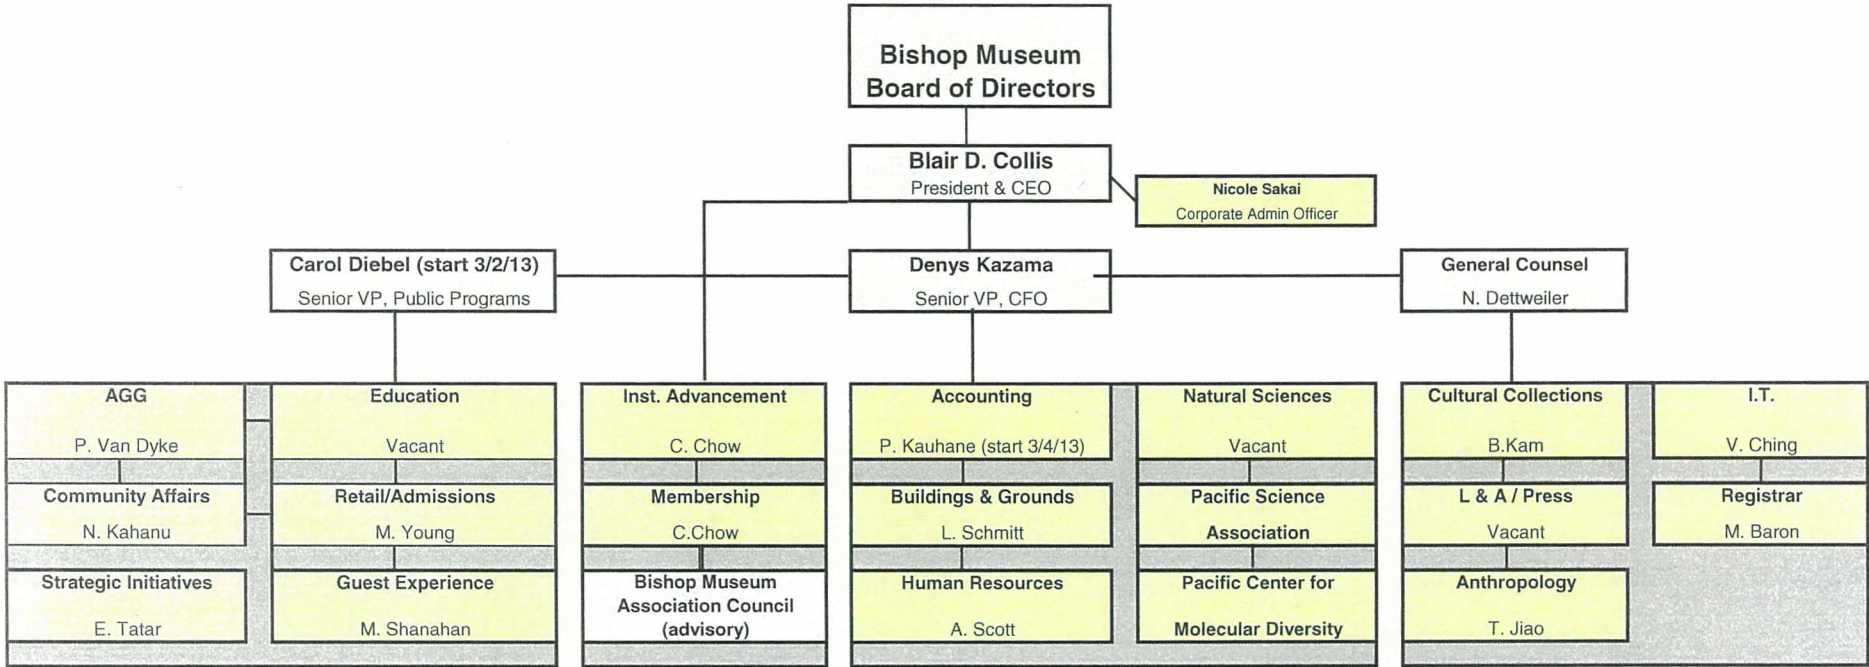 Bishop Museum
Board of Directors
Blair D. Collis
President & CEO
Nicole Sakai
Corporate Admin Officer
Carol Diebel (start 3/2/13)
Senior VP, Public Programs
Denys Kazama
Senior VP, CFO
General Counsel
N. Dettweiler
AGG
P. Van Dyke
Community Affairs
N. Kahanu
Strategic Initiatives
E. Tatar
Education
Vacant
Retail/Admissions
M. Young
Guest Experience
M. Shanahan
Inst. Advancement
C. Chow
Membership
C.Chow
Bishop Museum
Association Council
(advisory)
Accounting
P. Kauhane (start 3/4/13)
Buildings & Grounds
L. Schmitt
Human Resources
A. Scott
Natural Sciences
Vacant
Pacific Science
Association
Pacific Center for
Molecular Diversity
Cultural Collections
B.Kam
L & A / Press
Vacant
Anthropology
T. Jiao
I.T.
V. Ching
Registrar
M. Baron